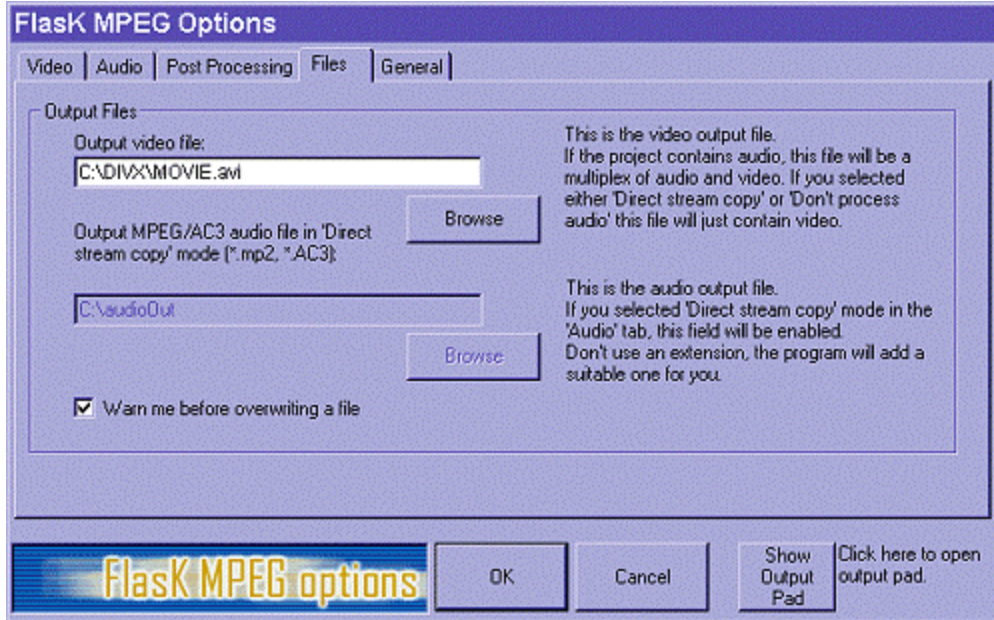 FlasK MPEG Options
Video Audio Post Processing Files General
Output Files
Output video file:
C:\DIVX\MOVIE.avi
Browse
This is the video output file.
If the project contains audio, this file will be a
multiplex of audio and video. If you selected
either 'Direct stream copy' or 'Don't process
audio' this file will just contain video.
Output MPEG/AC3 audio file in 'Direct
stream copy' mode (*.mp2, *.AC3):
C:\audioOut
Browse
This is the audio output file.
If you selected 'Direct stream copy' mode in the
'Audio' tab, this field will be enabled.
Don't use an extension, the program will add a
suitable one for you.
Warn me before overwriting a file
FlasK MPEG options
OK
Cancel
Show
Output
Pad
Click here to open
output pad.